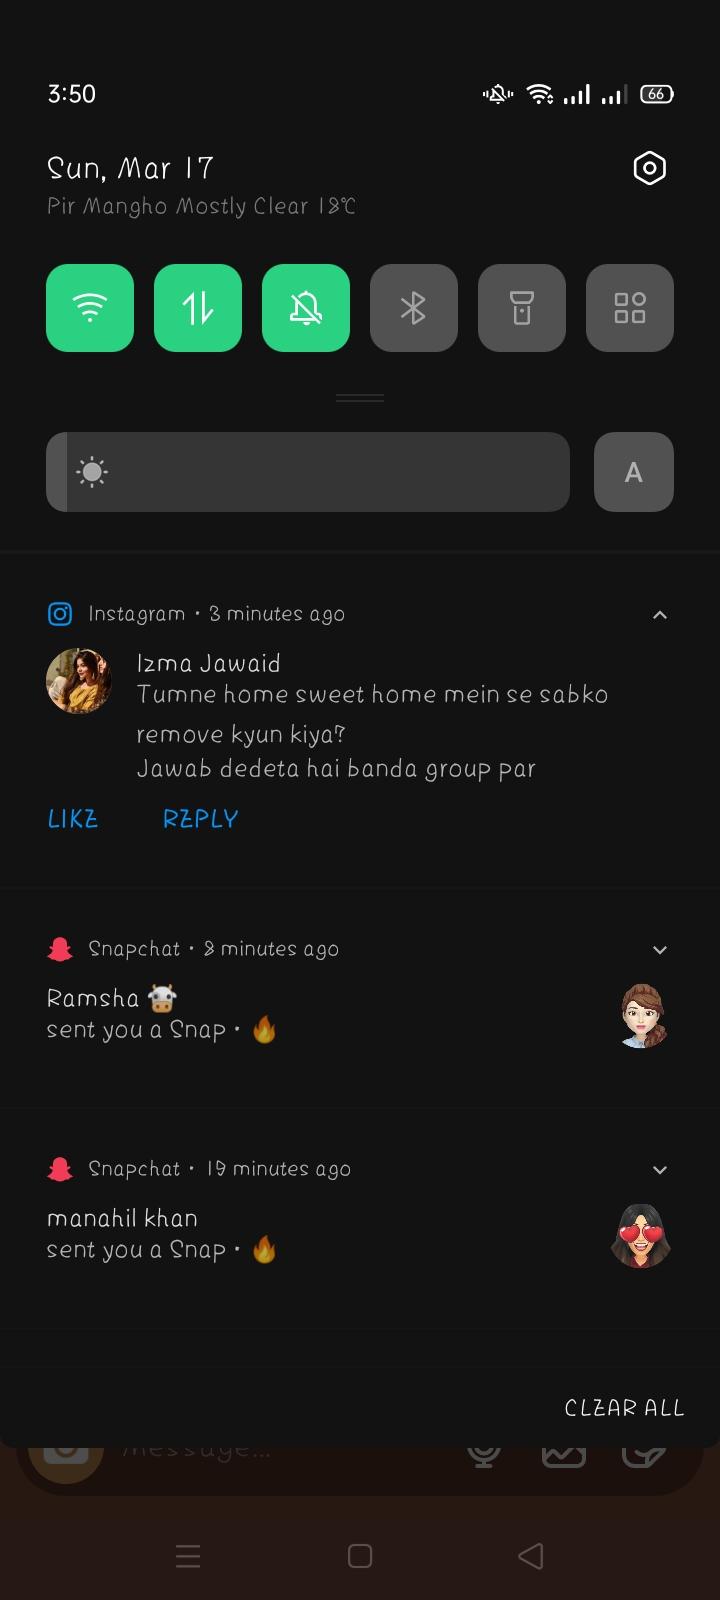 3:50
66
Sun, Mar 17
Pir Mangho Mostly Clear 18°C
A
Instagram • 3 minutes ago
Izma Jawaid
Tumne home sweet home mein se sabko
remove kyun kiya?
Jawab dedeta hai banda group par
LIKE REPLY
Snapchat • 8 minutes ago
Ramsha 🐮
sent you a Snap • 🔥
Snapchat • 19 minutes ago
manahil khan
sent you a Snap • 🔥
CLEAR ALL
Message...